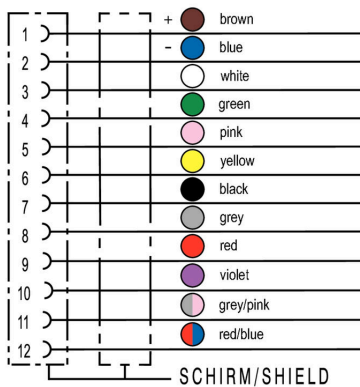 1 + brown
2 - blue
3 white
4 green
5 pink
6 yellow
7 black
8 grey
9 red
10 violet
11 grey/pink
12 red/blue
SCHIRM/SHIELD